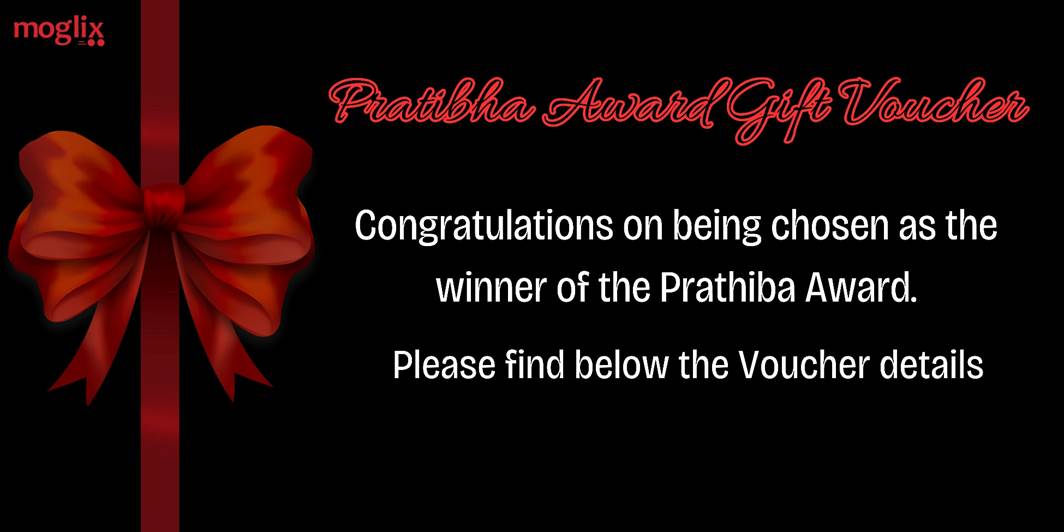 moglix
Pratibha Award Gift Voucher
Congratulations on being chosen as the
winner of the Prathiba Award.
Please find below the Voucher details